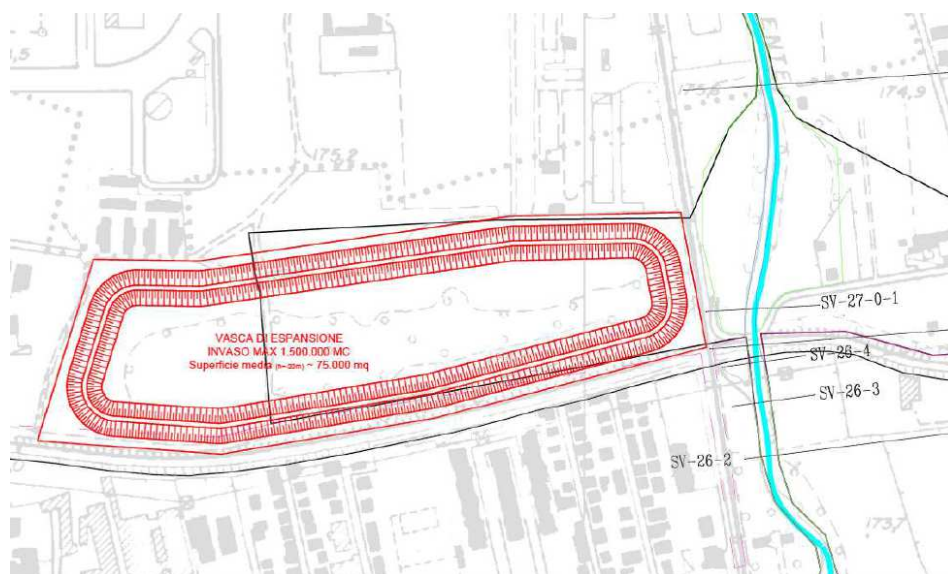 175,2
174,9
SV-27-0-1
VASCA DI ESPANSIONE
INVASO MAX 1.500.000 MC
Superficie media (h=20m) ~ 75.000 mq
SV-26-4
SV-26-3
SV-26-2
173,7